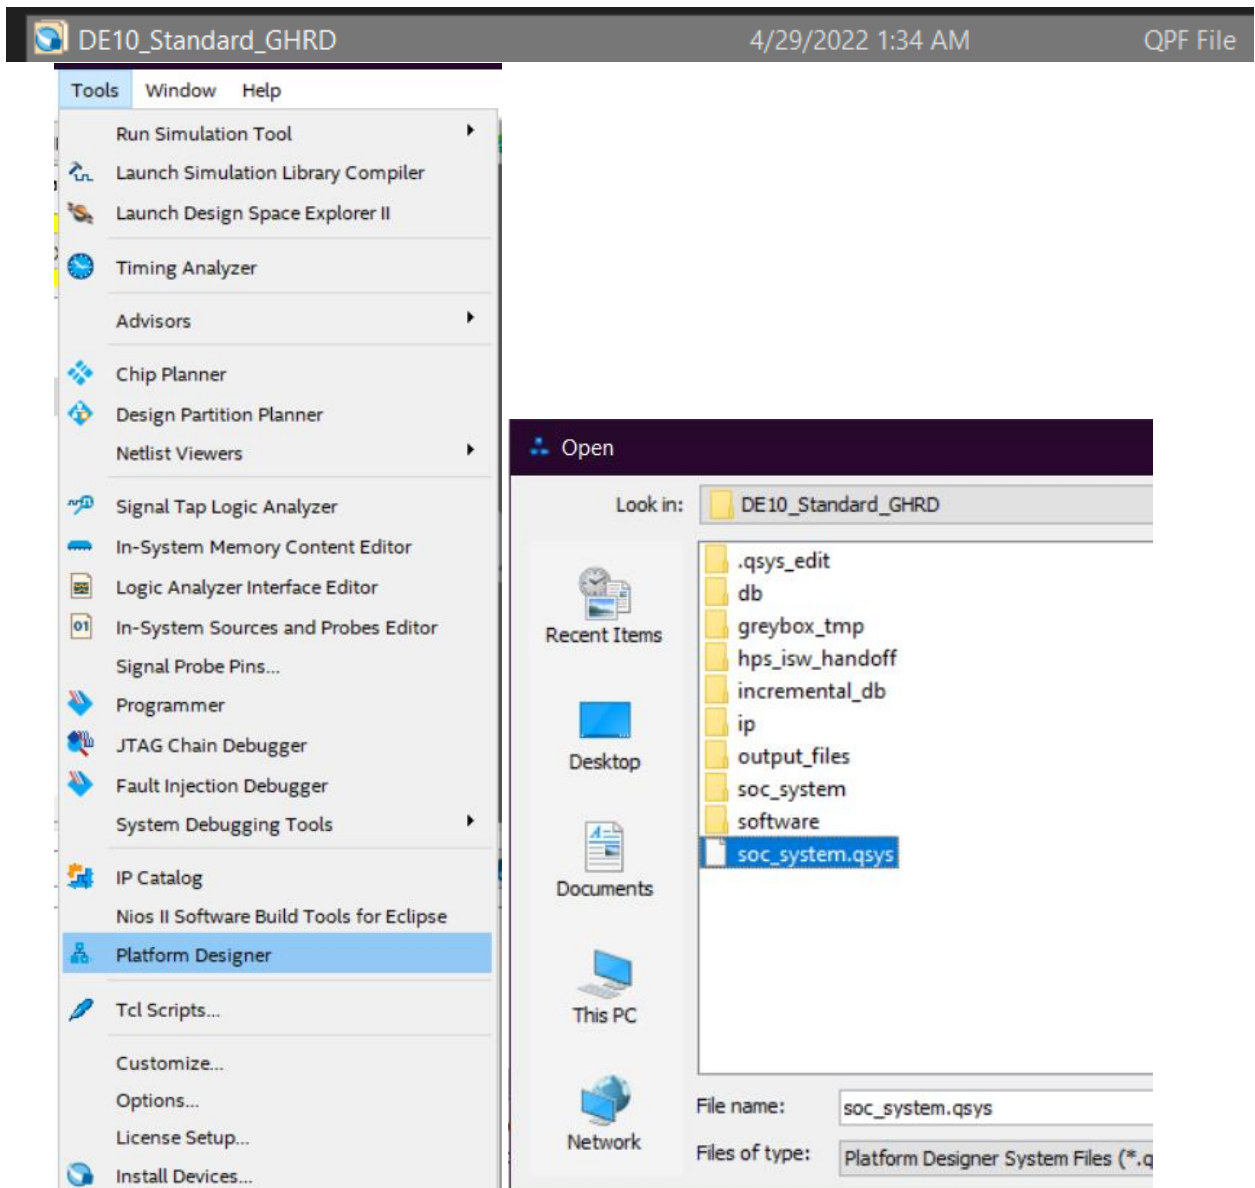 DE10_Standard_GHRD 4/29/2022 1:34 AM QPF File
Tools Window Help
Run Simulation Tool
Launch Simulation Library Compiler
Launch Design Space Explorer II
Timing Analyzer
Advisors
Chip Planner
Design Partition Planner
Netlist Viewers
Signal Tap Logic Analyzer
In-System Memory Content Editor
Logic Analyzer Interface Editor
In-System Sources and Probes Editor
Signal Probe Pins...
Programmer
JTAG Chain Debugger
Fault Injection Debugger
System Debugging Tools
IP Catalog
Nios II Software Build Tools for Eclipse
Platform Designer
Tcl Scripts...
Customize...
Options...
License Setup...
Install Devices...
Open
Look in: DE10_Standard_GHRD
Recent Items
Desktop
Documents
This PC
Network
.qsys_edit
db
greybox_tmp
hps_isw_handoff
incremental_db
ip
output_files
soc_system
software
soc_system.qsys
File name: soc_system.qsys
Files of type: Platform Designer System Files (*.q